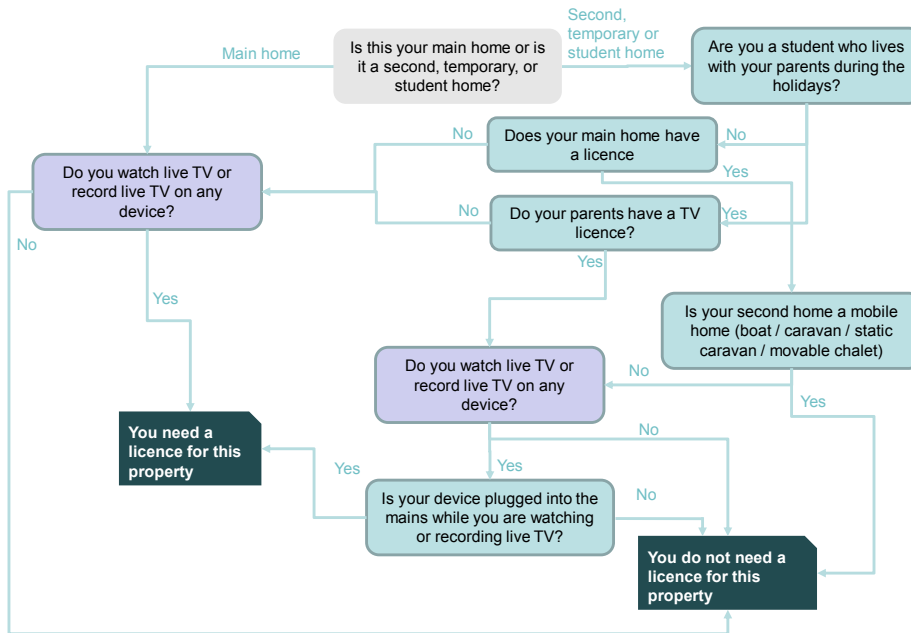 Second,
temporary or
student home
Main home
Is this your main home or is
it a second, temporary, or
student home?
Are you a student who lives
with your parents during the
holidays?
No
Does your main home have
a licence
No
Yes
Do you watch live TV or
record live TV on any
device?
No
Do your parents have a TV
licence?
Yes
No
Yes
Yes
Is your second home a mobile
home (boat / caravan / static
caravan / movable chalet)
Do you watch live TV or
record live TV on any
device?
No
Yes
You need a
licence for this
property
No
Yes
Yes
Is your device plugged into the
mains while you are watching
or recording live TV?
No
You do not need a
licence for this
property